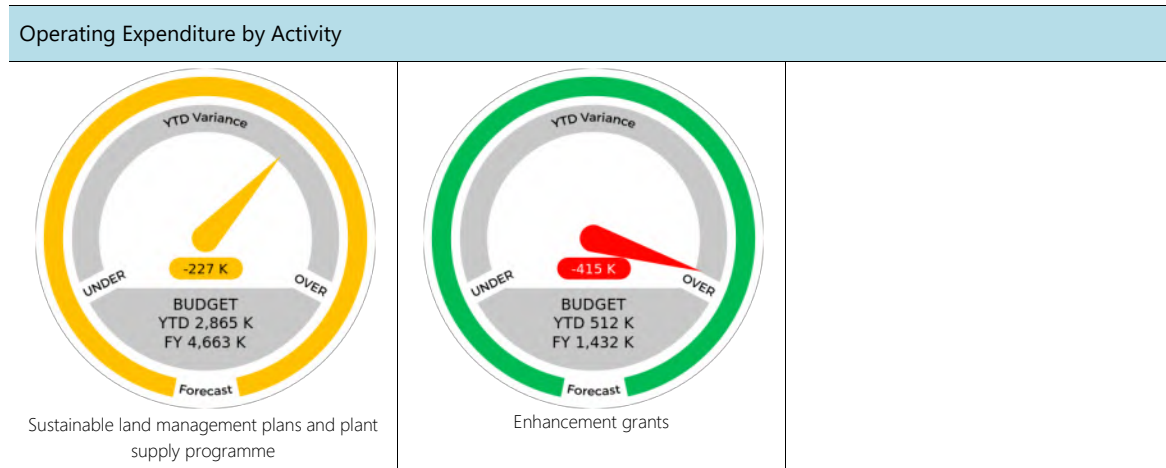 Operating Expenditure by Activity
YTD Variance
-227 K
UNDER
OVER
BUDGET
YTD 2,865 K
FY 4,663 K
Forecast
Sustainable land management plans and plant
supply programme
YTD Variance
-415 K
UNDER
OVER
BUDGET
YTD 512 K
FY 1,432 K
Forecast
Enhancement grants